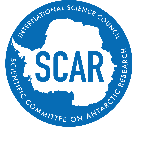 INTERNATIONAL SCIENCE COUNCIL
SCAR
SCIENTIFIC COMMITTEE ON ANTARCTIC RESEARCH